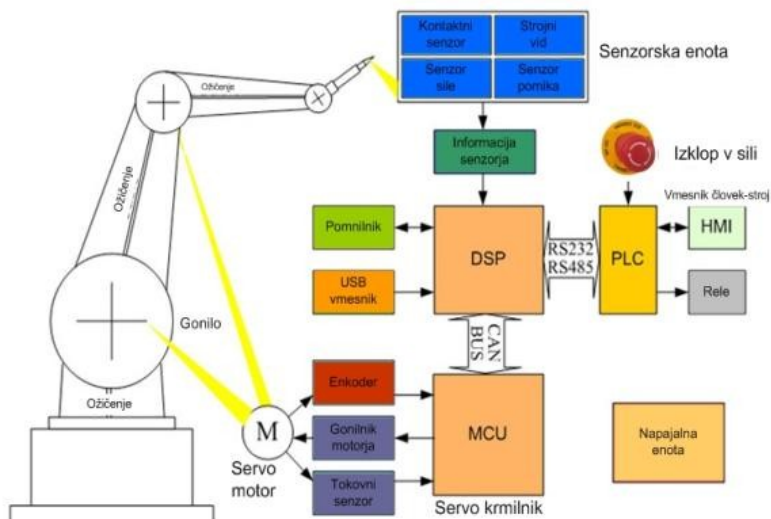 Kontaktni
senzor
Strojni
vid
Senzor
sile
Senzor
pomika
Senzorska enota
Ožičenje
Informacija
senzorja
Izklop v sili
Vmesnik človek-stroj
Ožičenje
Pomnilnik
DSP
RS232
RS485
PLC
HMI
USB
vmesnik
Rele
Gonilo
CAN
BUS
Ožičenje
Enkoder
M
Gonilnik
motorja
MCU
Napajalna
enota
Servo
motor
Tokovni
senzor
Servo krmilnik